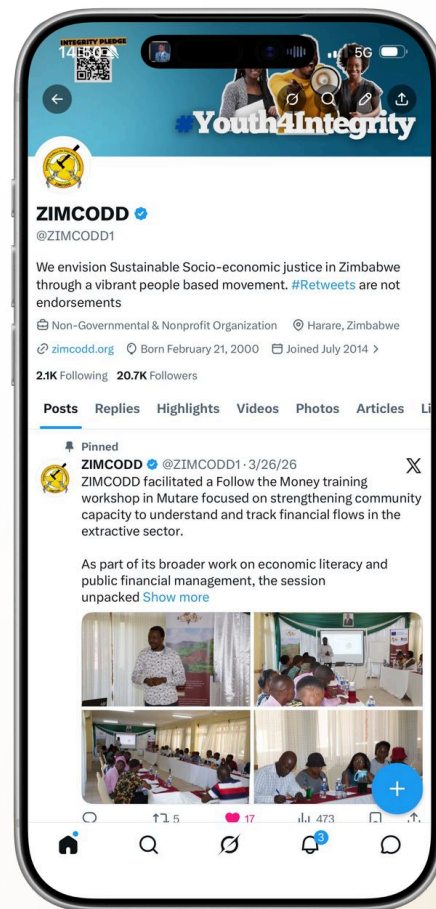 INTEGRITY PLEDGE
5G
#Youth4Integrity
ZIMCODD
ZIMCODD
@ZIMCODD1
We envision Sustainable Socio-economic justice in Zimbabwe
through a vibrant people based movement. #Retweets are not
endorsements
Non-Governmental & Nonprofit Organization Harare, Zimbabwe
zimcodd.org Born February 21, 2000 Joined July 2014 >
2.1K Following 20.7K Followers
Posts Replies Highlights Videos Photos Articles Li
Pinned
ZIMCODD @ZIMCODD1 · 3/26/26
ZIMCODD facilitated a Follow the Money training
workshop in Mutare focused on strengthening community
capacity to understand and track financial flows in the
extractive sector.
As part of its broader work on economic literacy and
public financial management, the session
unpacked Show more
5 17 473
3